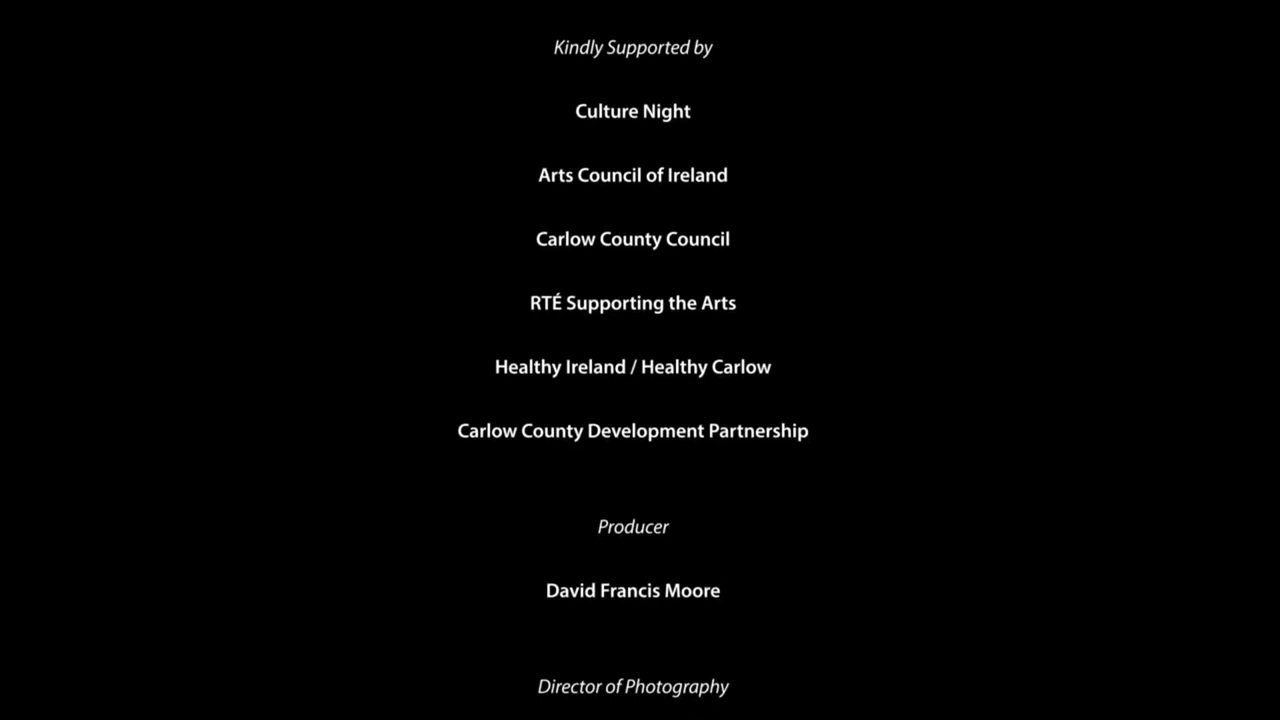 Kindly Supported by
Culture Night
Arts Council of Ireland
Carlow County Council
RTÉ Supporting the Arts
Healthy Ireland / Healthy Carlow
Carlow County Development Partnership
Producer
David Francis Moore
Director of Photography